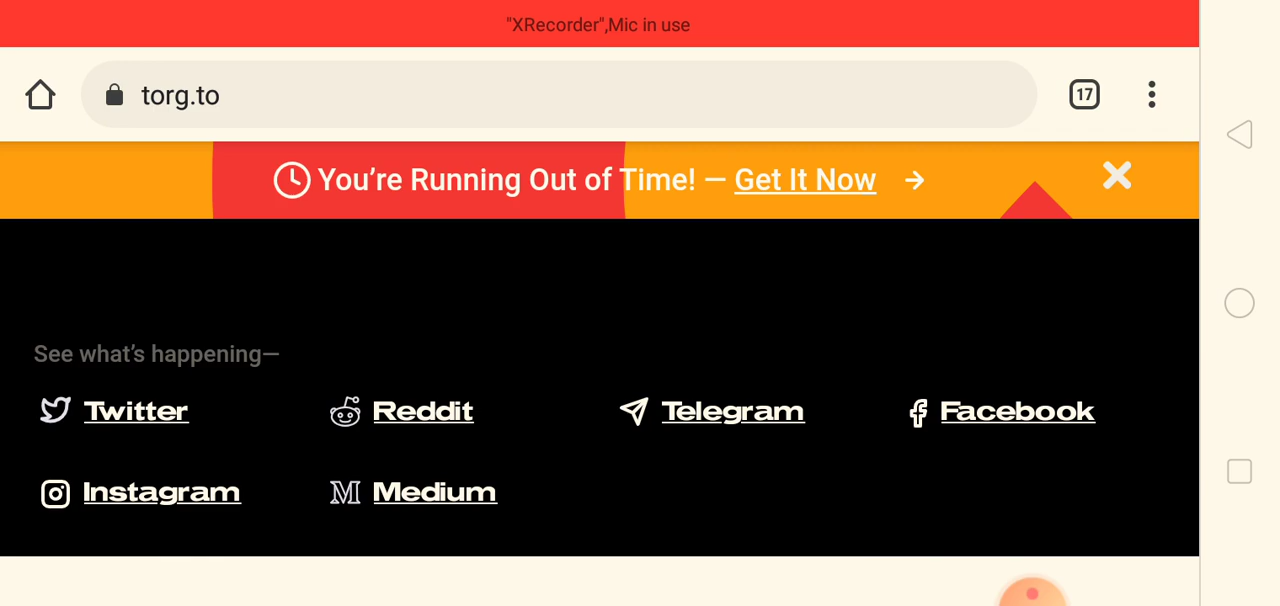 "XRecorder",Mic in use
torg.to
17
You're Running Out of Time! — Get It Now →
See what's happening—
Twitter Reddit Telegram Facebook
Instagram Medium